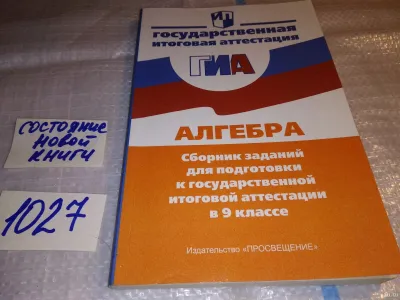 ГОСУДАРСТВЕННАЯ
ИТОГОВАЯ АТТЕСТАЦИЯ
ГИА
АЛГЕБРА
Сборник заданий
для подготовки
к государственной
итоговой аттестации
в 9 классе
Издательство «ПРОСВЕЩЕНИЕ»
СОСТОЯНИЕ
НОВОЙ
КНИГИ
1027